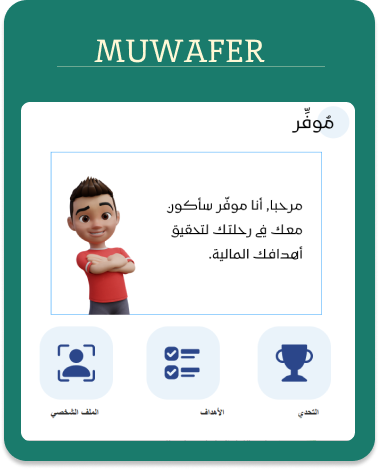 MUWAFER
مُوفِّر
مرحبا, أنا موفّر سأكون
معك في رحلتك لتحقيق
أهدافك المالية.
التحدي
الأهداف
الملف الشخصي